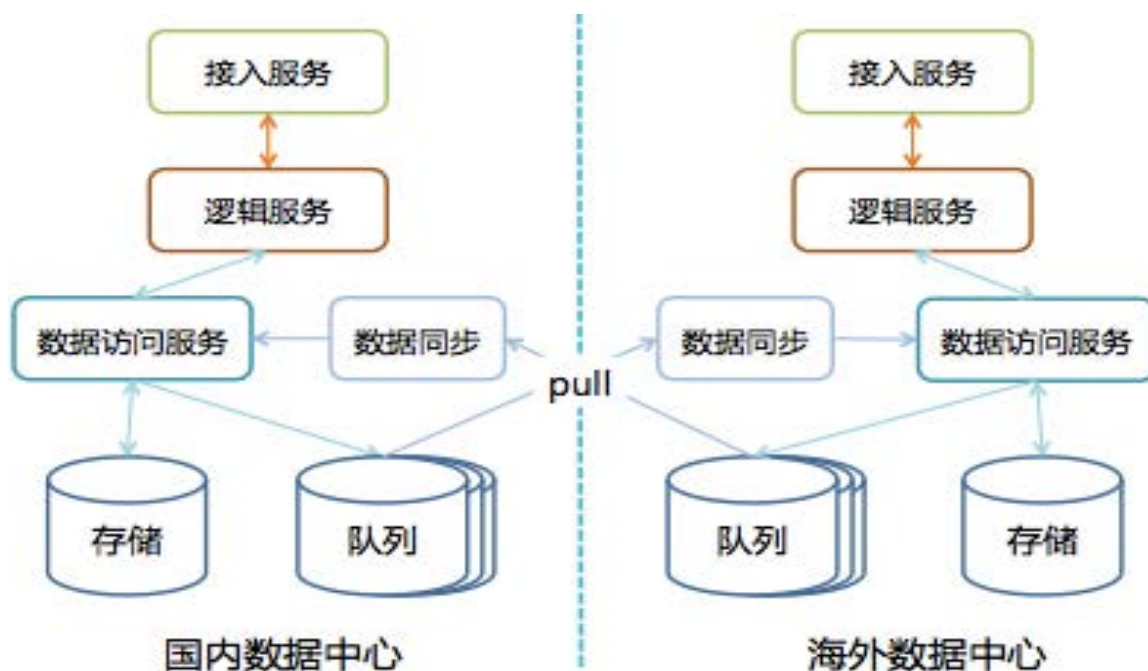 接入服务
接入服务
逻辑服务
逻辑服务
数据访问服务
数据同步
数据同步
数据访问服务
pull
存储
队列
队列
存储
国内数据中心
海外数据中心